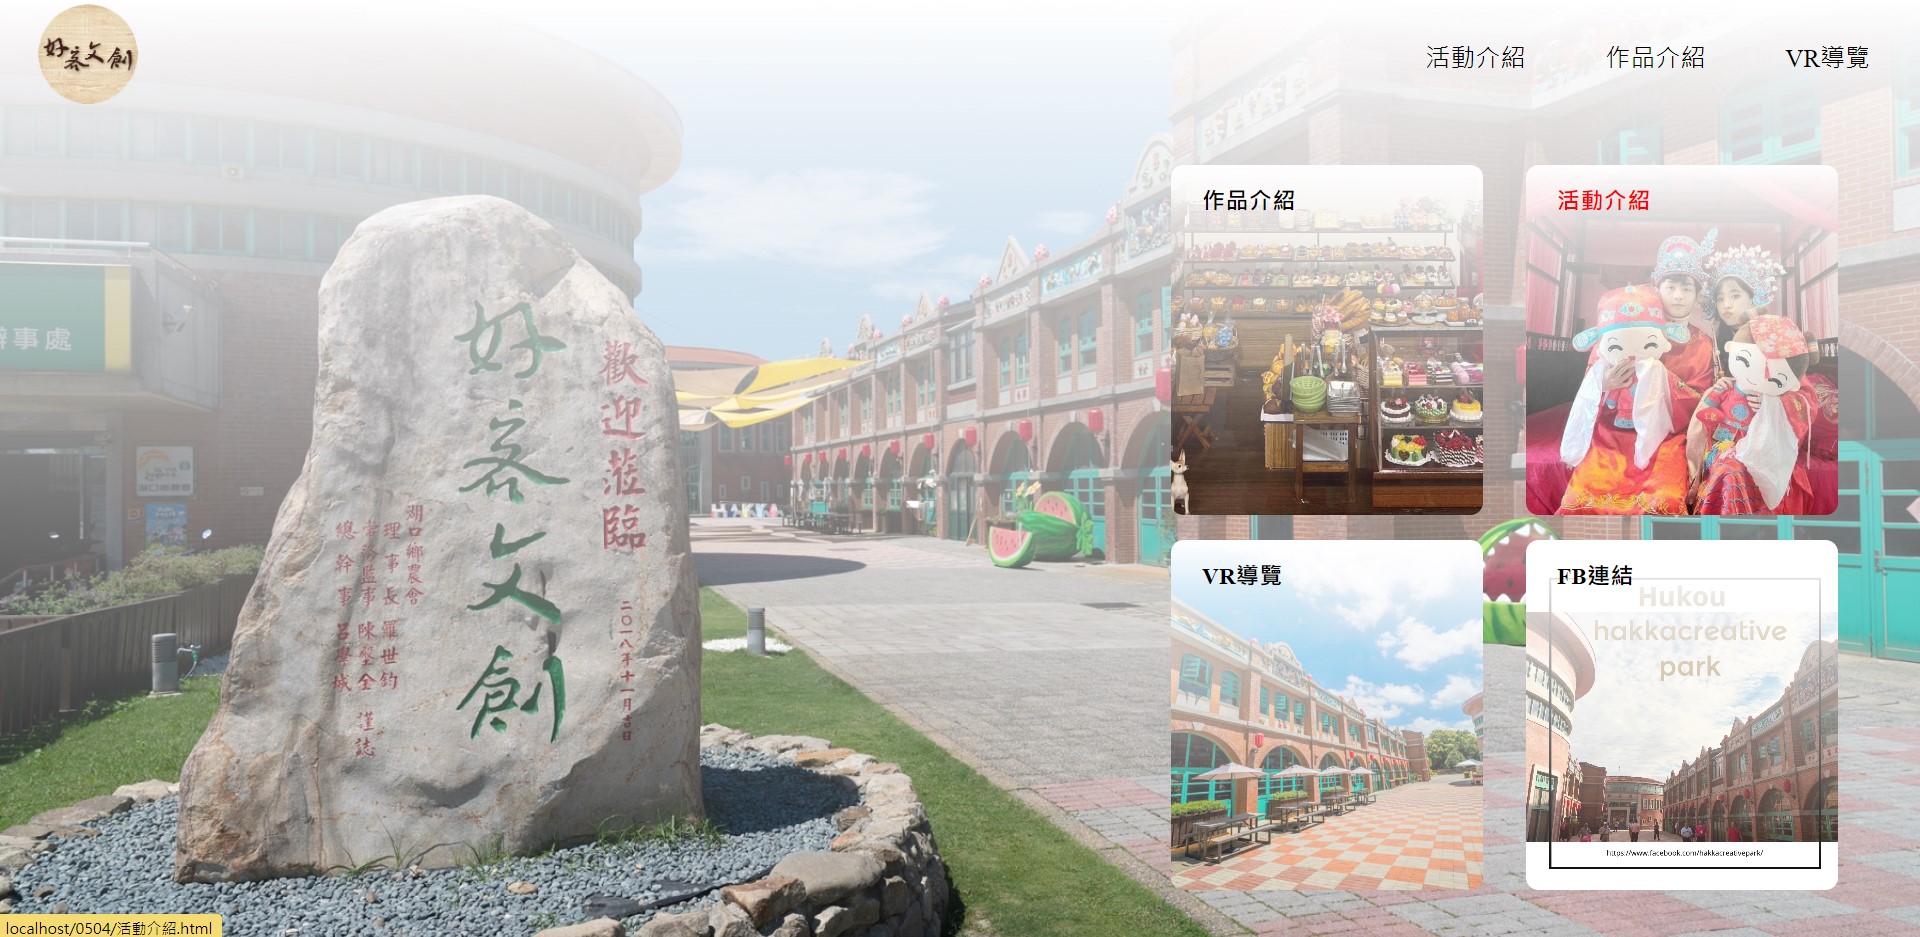 好客文創
活動介紹
作品介紹
VR導覽
作品介紹
活動介紹
VR導覽
FB連結
Hukou
hakkacreative
park
https://www.facebook.com/hakkacreativepark/
辦事處
歡迎蒞臨
二〇一八年十一月吉日
好客文創
湖口鄉農會
理事長 羅世鈞
常務監事 陳墾全 謹誌
總幹事 呂學城
HAKKA
localhost/0504/活動介紹.html